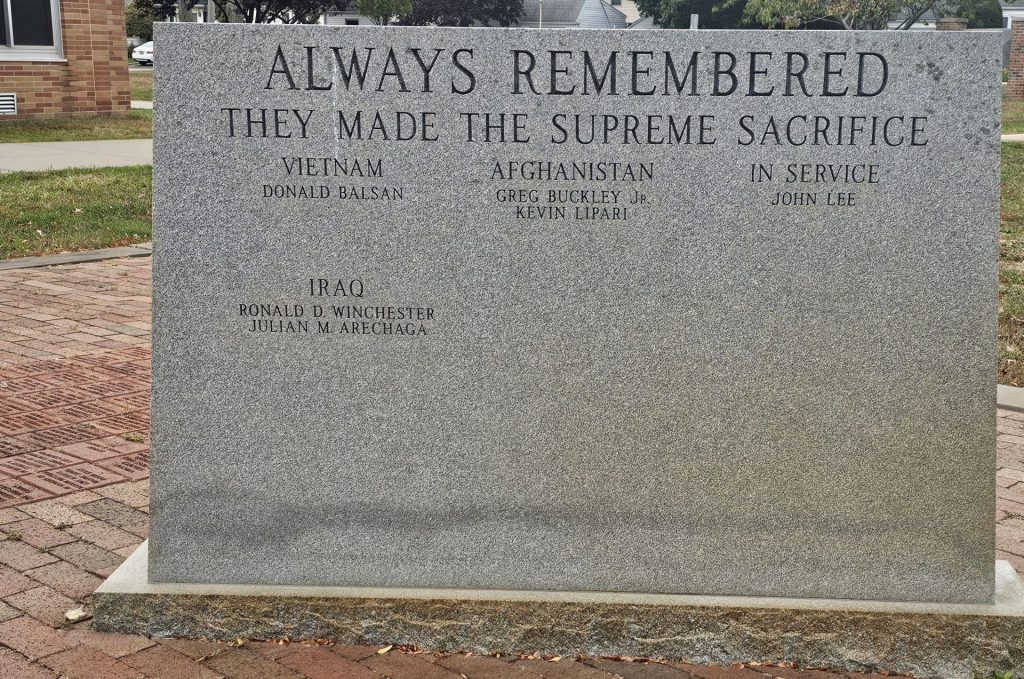 ALWAYS REMEMBERED
THEY MADE THE SUPREME SACRIFICE
VIETNAM
DONALD BALSAN
AFGHANISTAN
GREG BUCKLEY Jr.
KEVIN LIPARI
IN SERVICE
JOHN LEE
IRAQ
RONALD D. WINCHESTER
JULIAN M. ARECHAGA